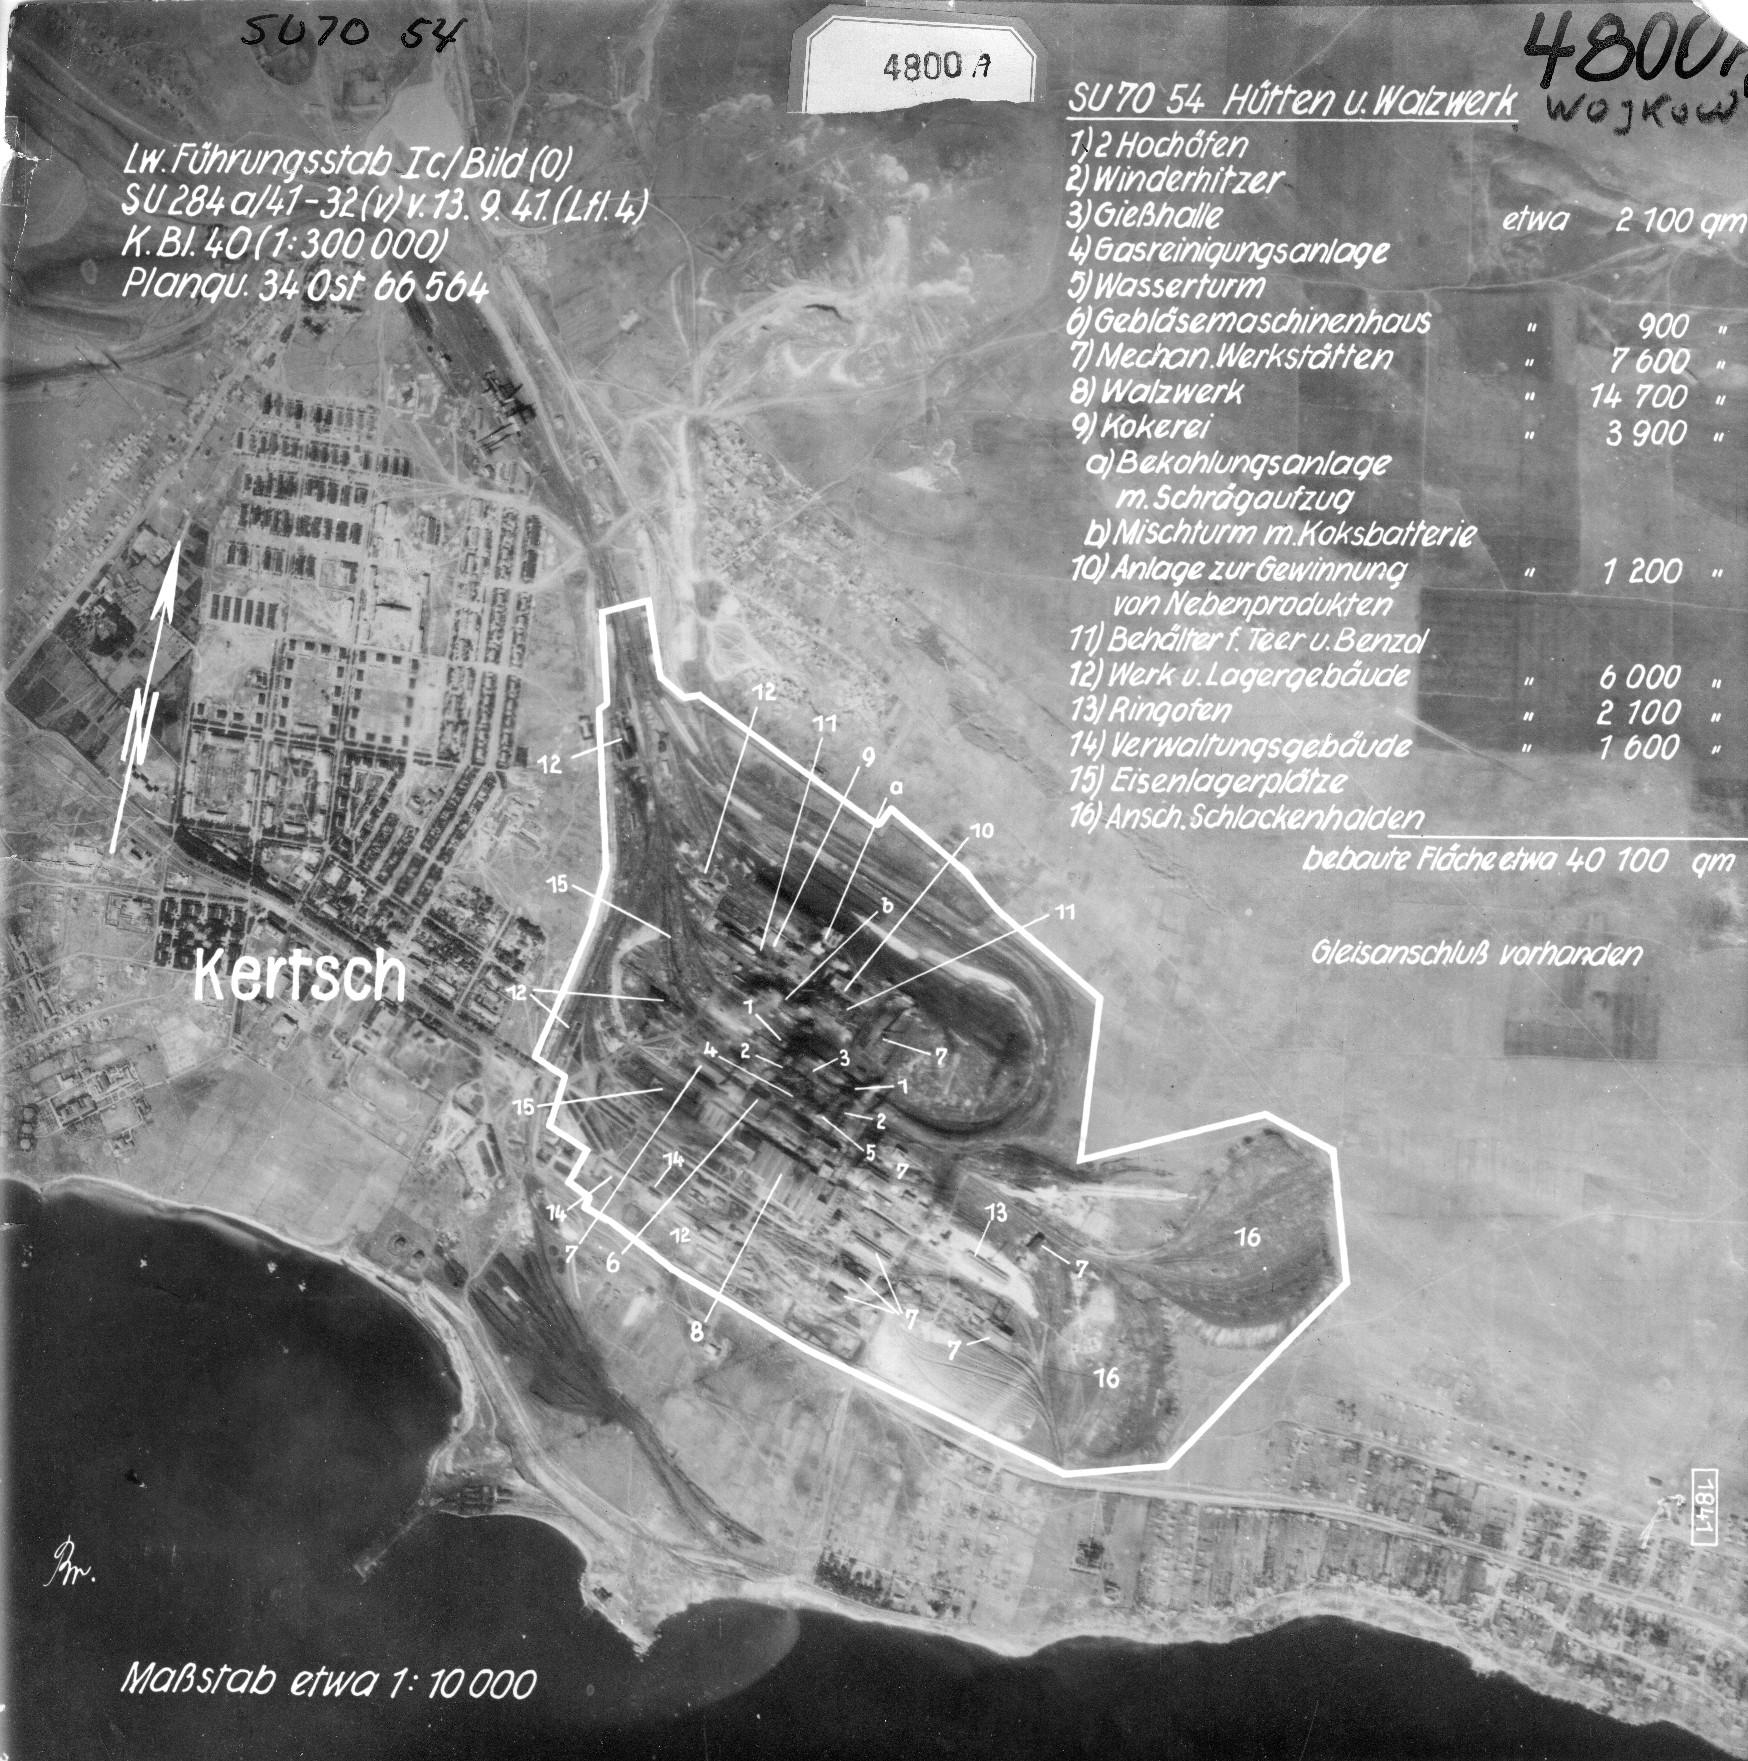 SU70 54
4800 A
4800A
Wojkow
Lw. Führungsstab Ic/Bild (O)
SU 284 a/41-32 (v) v. 13. 9. 41. (Lfl. 4)
K. Bl. 40 (1:300 000)
Planqu. 34 Ost 66 564
SU 70 54 Hütten u. Walzwerk
1) 2 Hochöfen
2) Winderhitzer
3) Gießhalle etwa 2 100 qm
4) Gasreinigungsanlage
5) Wasserturm
6) Gebläsemaschinenhaus " 900 "
7) Mechan. Werkstätten " 7 600 "
8) Walzwerk " 14 700 "
9) Kokerei " 3 900 "
a) Bekohlungsanlage
m. Schrägaufzug
b) Mischturm m. Koksbatterie
10) Anlage zur Gewinnung " 1 200 "
von Nebenprodukten
11) Behälter f. Teer u. Benzol
12) Werk u. Lagergebäude " 6 000 "
13) Ringofen " 2 100 "
14) Verwaltungsgebäude " 1 600 "
15) Eisenlagerplätze
16) Ansch. Schlackenhalden
bebaute Fläche etwa 40 100 qm
Gleisanschluß vorhanden
N
Kertsch
12
11
12
9
a
10
15
b
11
12
1
4
2
3
7
15
1
2
5
14
7
14
13
7
6
12
7
16
8
7
7
16
1841
Maßstab etwa 1:10 000